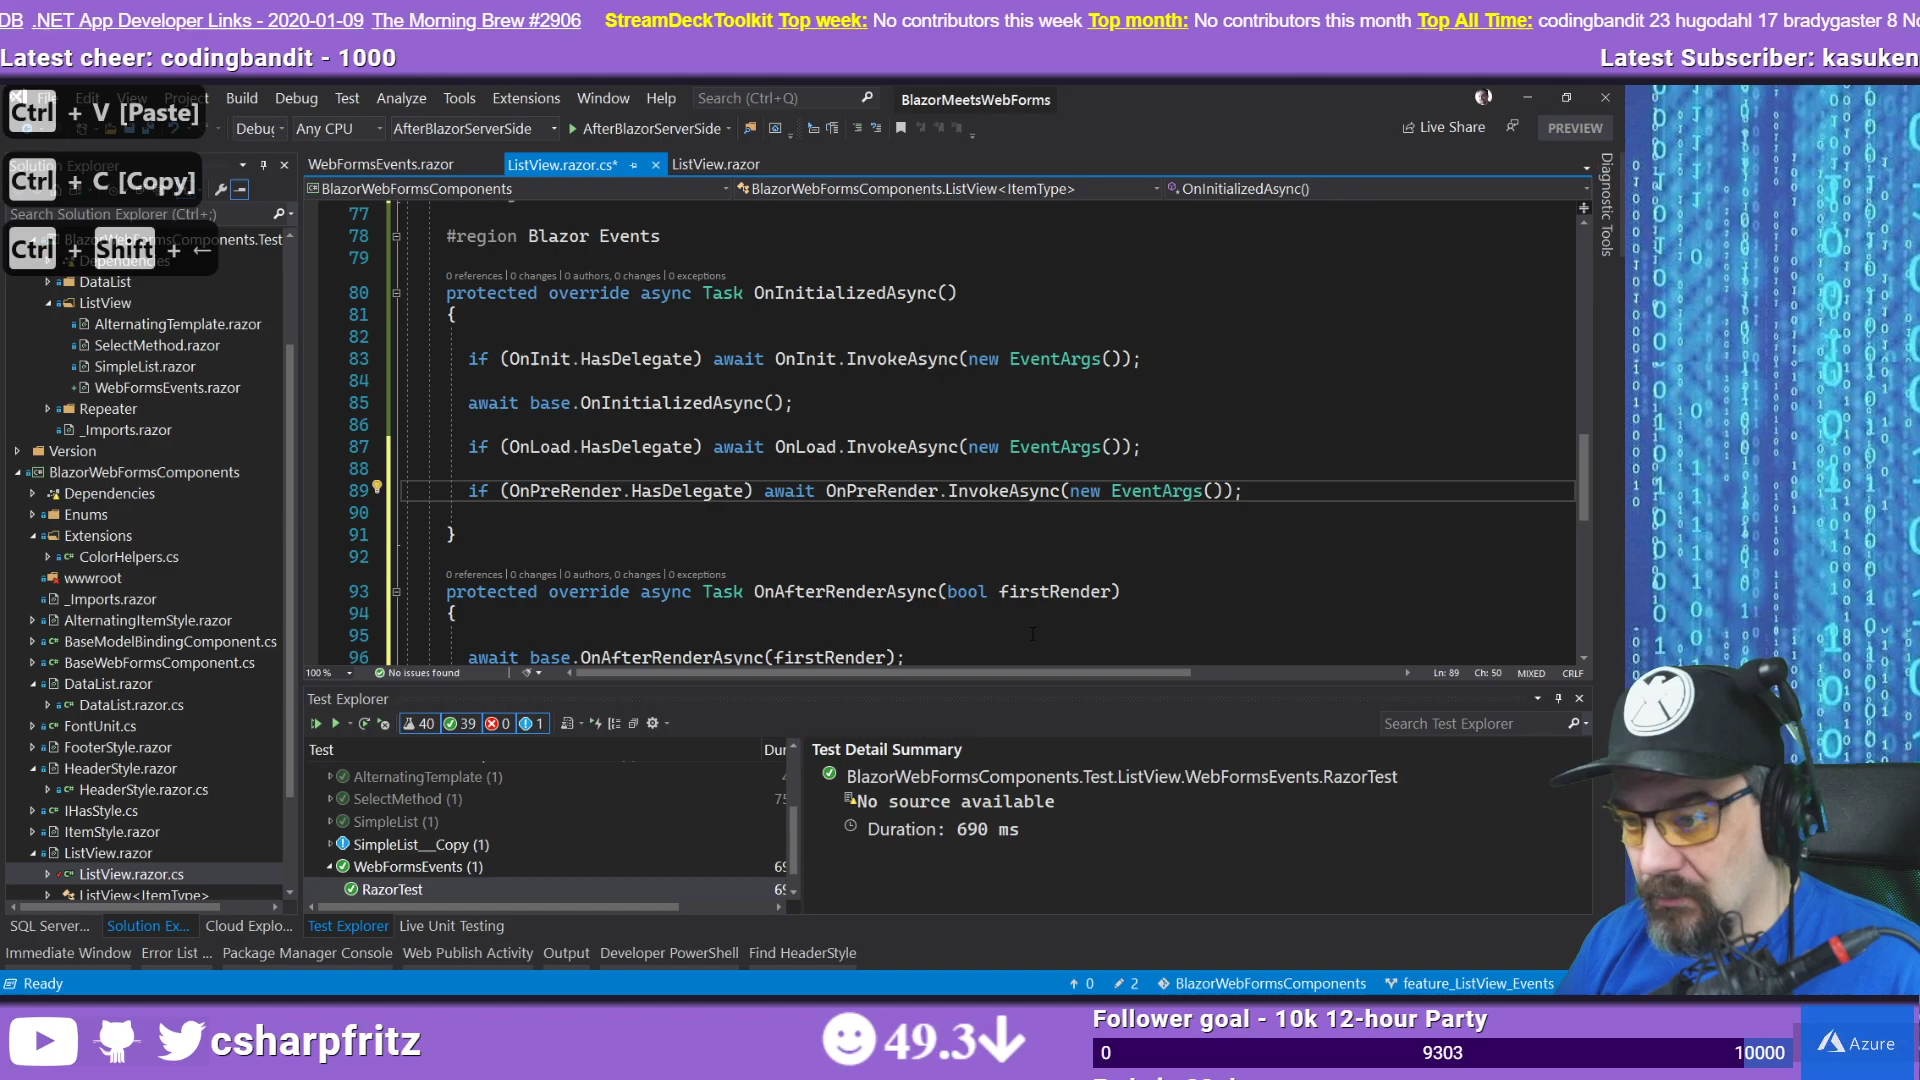 DB .NET App Developer Links - 2020-01-09 The Morning Brew #2906 StreamDeckToolkit Top week: No contributors this week Top month: No contributors this month Top All Time: codingbandit 23 hugodahl 17 bradygaster 8
Latest cheer: codingbandit - 1000 Latest Subscriber: kasuken
Ctrl + V [Paste]
Ctrl + C [Copy]
Ctrl + Shift + ←
File Edit View Project Build Debug Test Analyze Tools Extensions Window Help Search (Ctrl+Q) BlazorMeetsWebForms
Debug Any CPU AfterBlazorServerSide AfterBlazorServerSide Live Share PREVIEW
Solution Explorer
Search Solution Explorer (Ctrl+;)
BlazorWebFormsComponents.Test
Dependencies
DataList
ListView
AlternatingTemplate.razor
SelectMethod.razor
SimpleList.razor
WebFormsEvents.razor
Repeater
_Imports.razor
Version
BlazorWebFormsComponents
Dependencies
Enums
Extensions
ColorHelpers.cs
wwwroot
_Imports.razor
AlternatingItemStyle.razor
BaseModelBindingComponent.cs
BaseWebFormsComponent.cs
DataList.razor
DataList.razor.cs
FontUnit.cs
FooterStyle.razor
HeaderStyle.razor
HeaderStyle.razor.cs
IHasStyle.cs
ItemStyle.razor
ListView.razor
ListView.razor.cs
ListView<ItemType>
SQL Server... Solution Ex... Cloud Explo...
WebFormsEvents.razor ListView.razor.cs* ListView.razor
BlazorWebFormsComponents BlazorWebFormsComponents.ListView<ItemType> OnInitializedAsync()
77
78 #region Blazor Events
79
0 references | 0 changes | 0 authors, 0 changes | 0 exceptions
80 protected override async Task OnInitializedAsync()
81 {
82
83 if (OnInit.HasDelegate) await OnInit.InvokeAsync(new EventArgs());
84
85 await base.OnInitializedAsync();
86
87 if (OnLoad.HasDelegate) await OnLoad.InvokeAsync(new EventArgs());
88
89 if (OnPreRender.HasDelegate) await OnPreRender.InvokeAsync(new EventArgs());
90
91 }
92
0 references | 0 changes | 0 authors, 0 changes | 0 exceptions
93 protected override async Task OnAfterRenderAsync(bool firstRender)
94 {
95
96 await base.OnAfterRenderAsync(firstRender);
100% No issues found Ln: 89 Ch: 50 MIXED CRLF
Diagnostic Tools
Test Explorer
40 39 0 1 Search Test Explorer
Test Dur
AlternatingTemplate (1)
SelectMethod (1)
SimpleList (1)
SimpleList__Copy (1)
WebFormsEvents (1)
RazorTest
Test Detail Summary
BlazorWebFormsComponents.Test.ListView.WebFormsEvents.RazorTest
No source available
Duration: 690 ms
Test Explorer Live Unit Testing
Immediate Window Error List ... Package Manager Console Web Publish Activity Output Developer PowerShell Find HeaderStyle
Ready 0 2 BlazorWebFormsComponents feature_ListView_Events
csharpfritz
49.3
Follower goal - 10k 12-hour Party
0 9303 10000
Azure